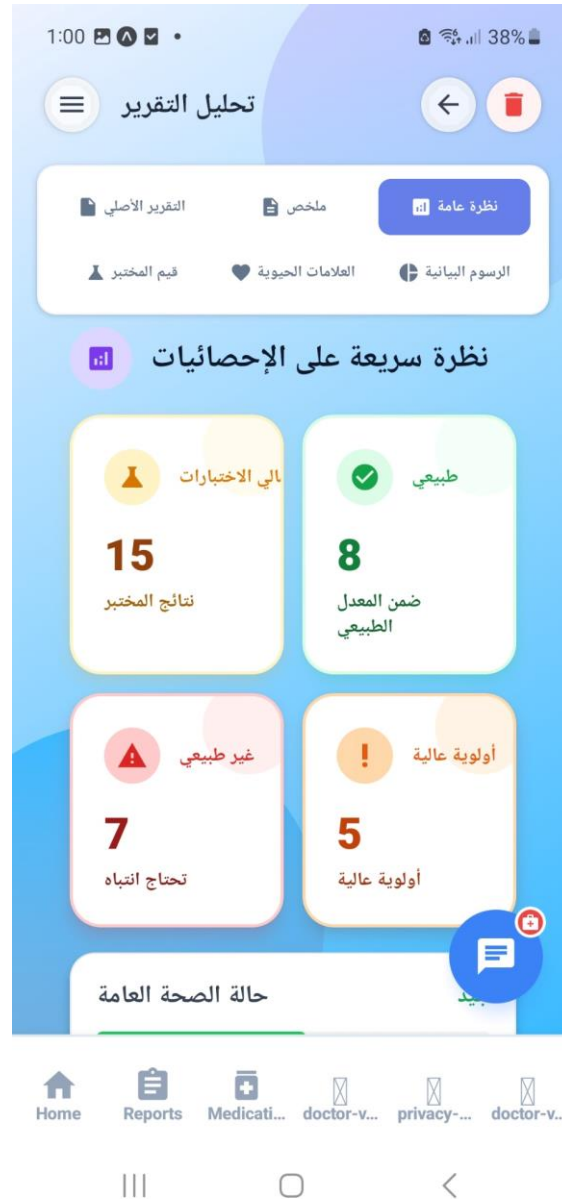 1:00
38%
تحليل التقرير
نظرة عامة
ملخص
التقرير الأصلي
الرسوم البيانية
العلامات الحيوية
قيم المختبر
نظرة سريعة على الإحصائيات
طبيعي
8
ضمن المعدل
الطبيعي
الي الاختبارات
15
نتائج المختبر
أولوية عالية
5
أولوية عالية
غير طبيعي
7
تحتاج انتباه
حالة الصحة العامة
Home
Reports
Medicati...
doctor-v...
privacy-...
doctor-v...